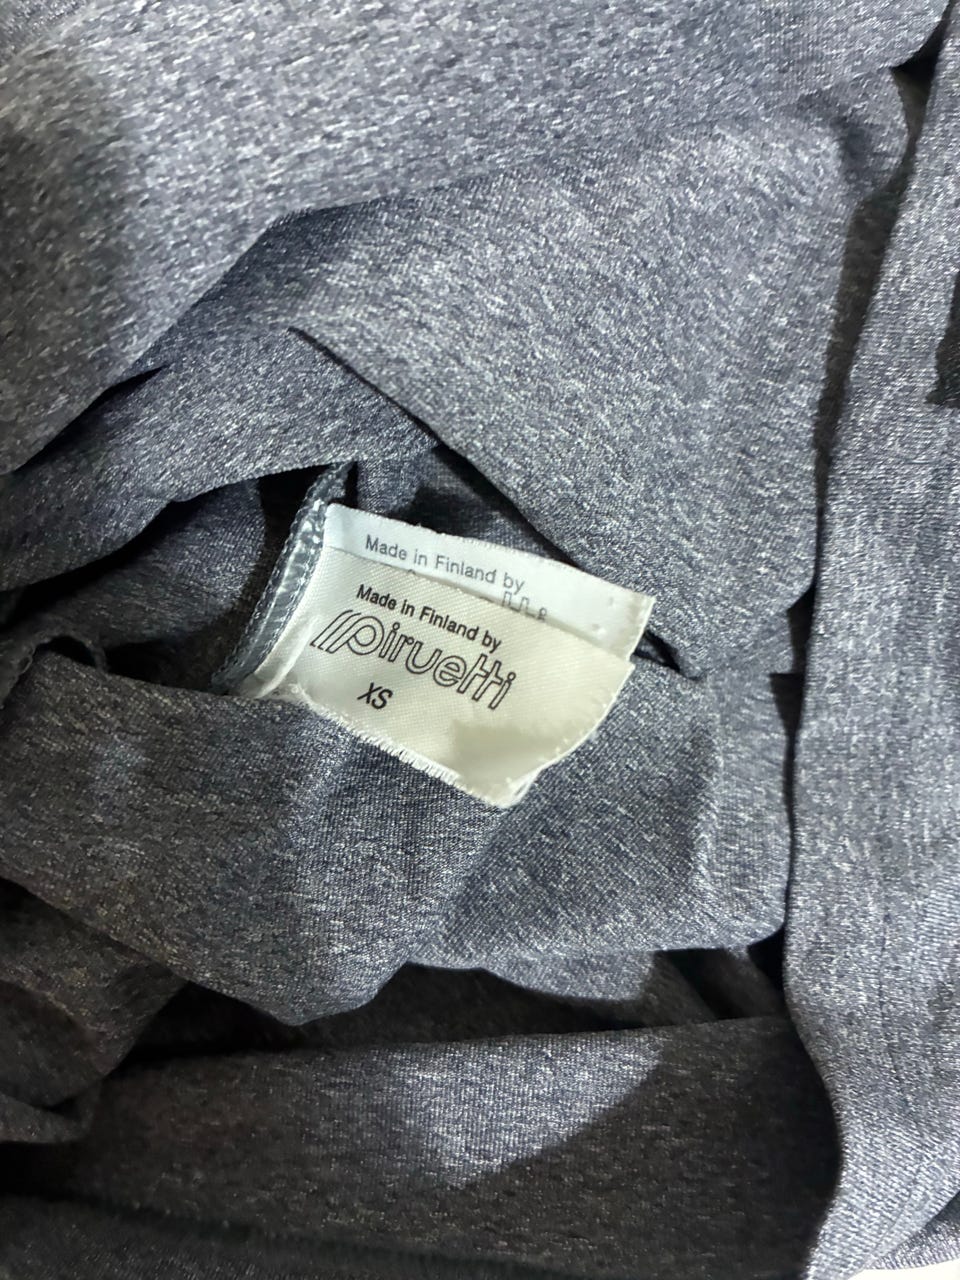 Made in Finland by
Made in Finland by
Piruetti
XS